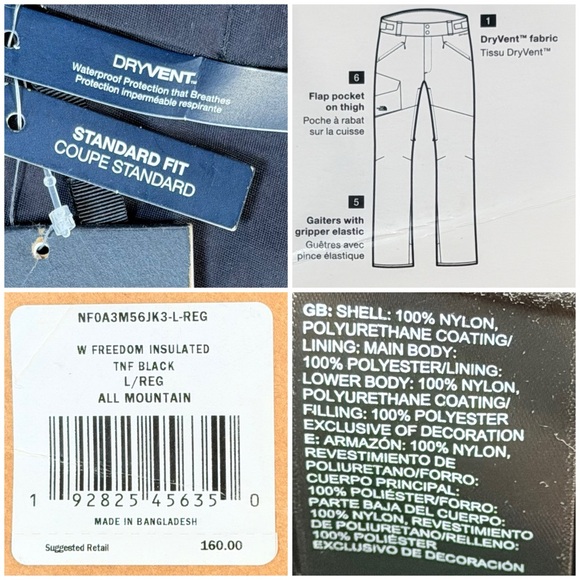 DRYVENT™
Waterproof Protection that Breathes
Protection imperméable respirante
STANDARD FIT
COUPE STANDARD
1
DryVent™ fabric
Tissu DryVent™
6
Flap pocket
on thigh
Poche à rabat
sur la cuisse
5
Gaiters with
gripper elastic
Guêtres avec
pince élastique
NF0A3M56JK3-L-REG
W FREEDOM INSULATED
TNF BLACK
L/REG
ALL MOUNTAIN
1 92825 45635 0
MADE IN BANGLADESH
Suggested Retail 160.00
GB: SHELL: 100% NYLON,
POLYURETHANE COATING/
LINING: MAIN BODY:
100% POLYESTER/LINING:
LOWER BODY: 100% NYLON,
POLYURETHANE COATING/
FILLING: 100% POLYESTER
EXCLUSIVE OF DECORATION
E: ARMAZÓN: 100% NYLON,
REVESTIMIENTO DE
POLIURETANO/FORRO:
CUERPO PRINCIPAL:
100% POLIÉSTER/FORRO:
PARTE BAJA DEL CUERPO:
100% NYLON, REVESTIMIENTO
DE POLIURETANO/RELLENO:
100% POLIÉSTER
EXCLUSIVO DE DECORACIÓN